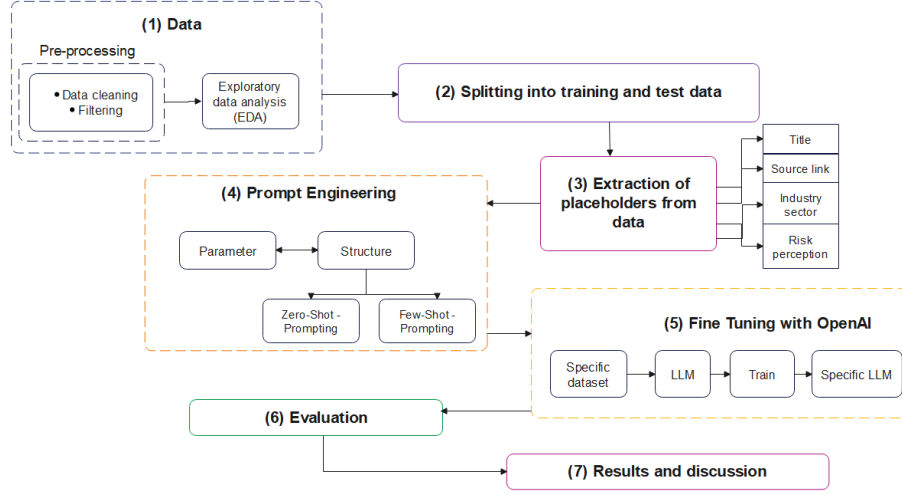 (1) Data
Pre-processing
• Data cleaning
• Filtering
Exploratory
data analysis
(EDA)
(2) Splitting into training and test data
(3) Extraction of
placeholders from
data
Title
Source link
Industry
sector
Risk
perception
(4) Prompt Engineering
Parameter
Structure
Zero-Shot -
Prompting
Few-Shot -
Prompting
(5) Fine Tuning with OpenAI
Specific
dataset
LLM
Train
Specific LLM
(6) Evaluation
(7) Results and discussion